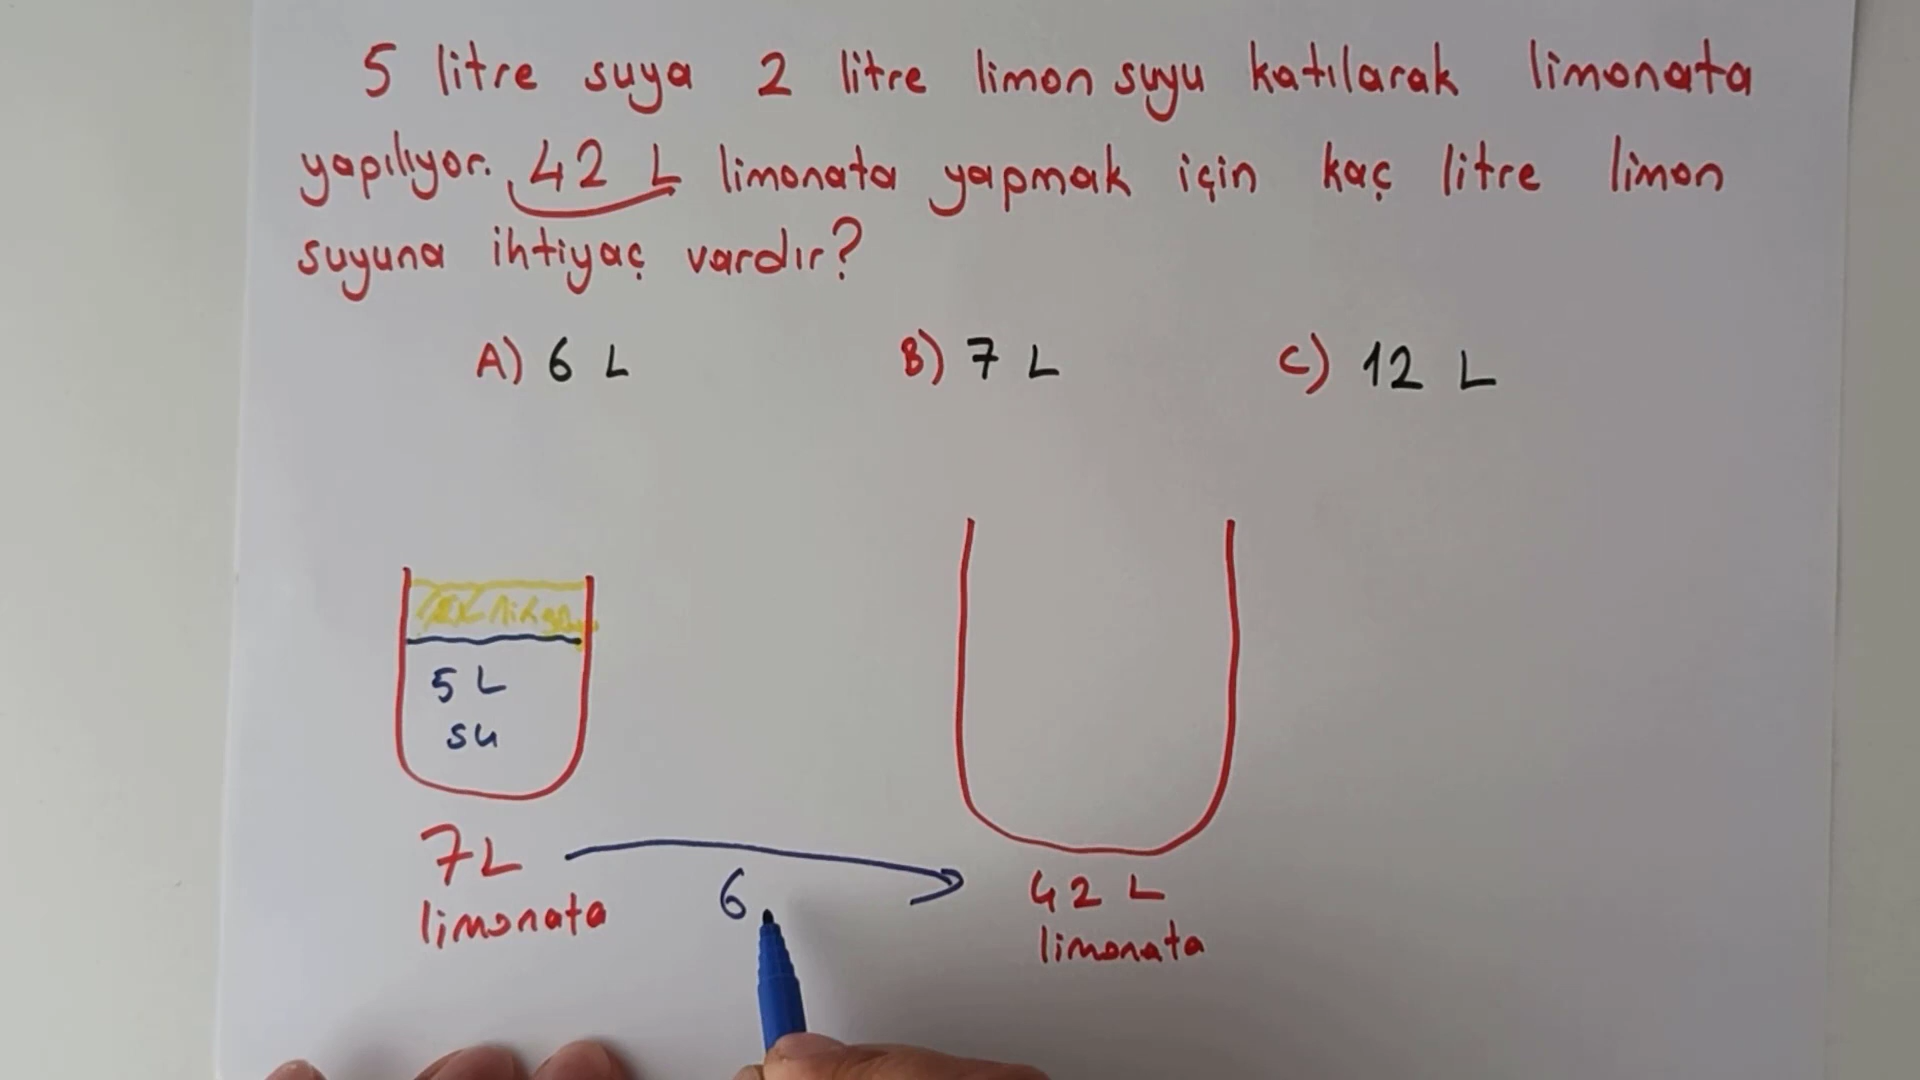 5 litre suya 2 litre limon suyu katılarak limonata
yapılıyor. 42 L limonata yapmak için kaç litre limon
suyuna ihtiyaç vardır?
A) 6 L B) 7 L C) 12 L
5 L
su
7 L
limonata
6
42 L
limonata